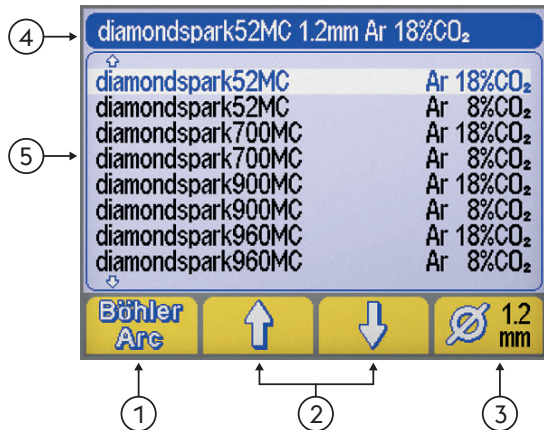 ④ diamondspark52MC 1.2mm Ar 18%CO₂
diamondspark52MC Ar 18%CO₂
diamondspark52MC Ar 8%CO₂
diamondspark700MC Ar 18%CO₂
⑤ diamondspark700MC Ar 8%CO₂
diamondspark900MC Ar 18%CO₂
diamondspark900MC Ar 8%CO₂
diamondspark960MC Ar 18%CO₂
diamondspark960MC Ar 8%CO₂
Böhler
Arc
Ø 1.2
mm
① ② ③